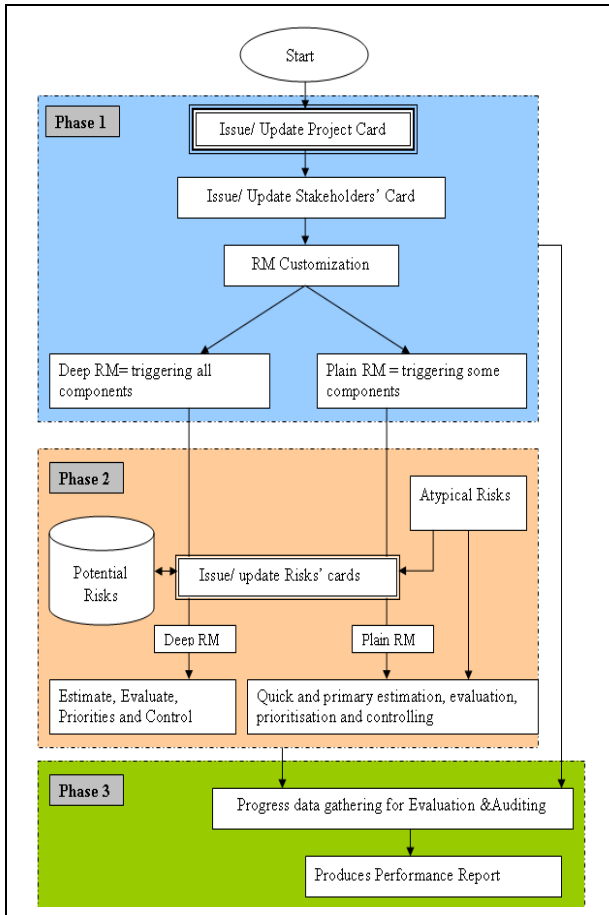 Start
Phase 1
Issue/ Update Project Card
Issue/ Update Stakeholders' Card
RM Customization
Deep RM= triggering all
components
Plain RM = triggering some
components
Phase 2
Atypical Risks
Potential
Risks
Issue/ update Risks' cards
Deep RM
Plain RM
Estimate, Evaluate,
Priorities and Control
Quick and primary estimation, evaluation,
prioritisation and controlling
Phase 3
Progress data gathering for Evaluation &Auditing
Produces Performance Report